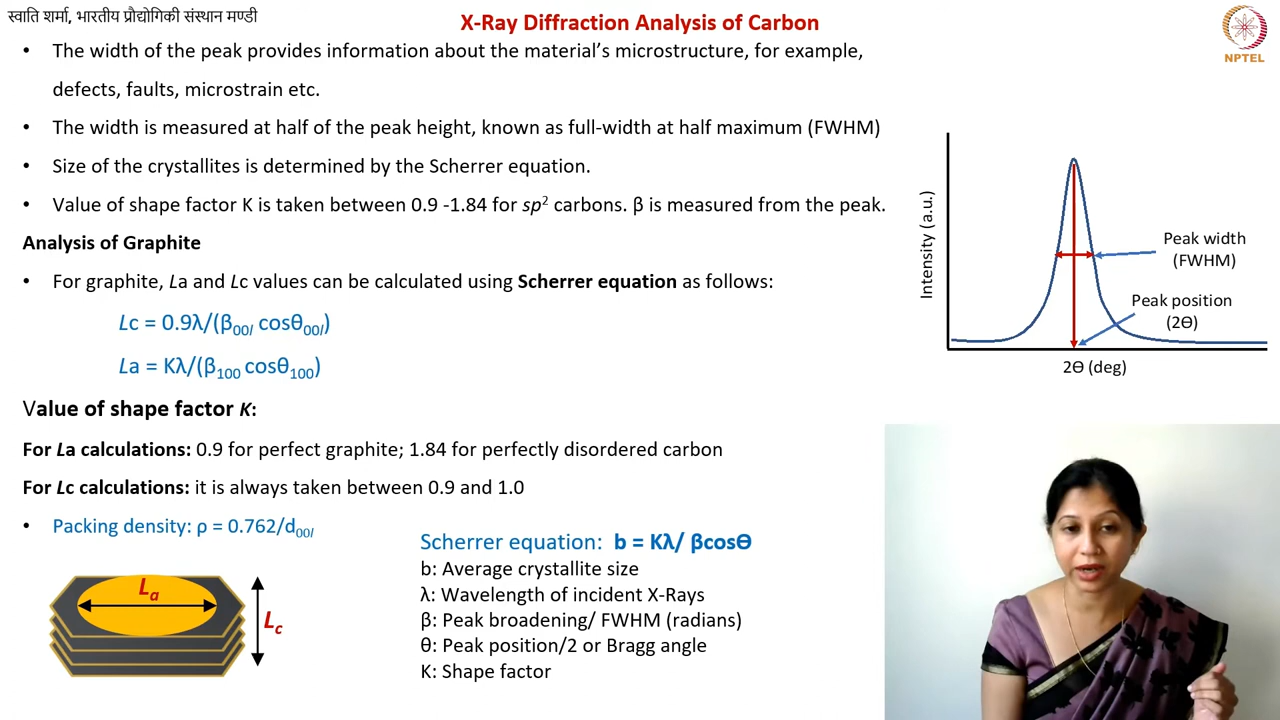 स्वाति शर्मा, भारतीय प्रौद्योगिकी संस्थान मण्डी
X-Ray Diffraction Analysis of Carbon
NPTEL
• The width of the peak provides information about the material's microstructure, for example,
defects, faults, microstrain etc.
• The width is measured at half of the peak height, known as full-width at half maximum (FWHM)
• Size of the crystallites is determined by the Scherrer equation.
• Value of shape factor K is taken between 0.9 -1.84 for sp² carbons. β is measured from the peak.
Analysis of Graphite
• For graphite, La and Lc values can be calculated using Scherrer equation as follows:
Lc = 0.9λ/(β₀₀l cosθ₀₀l)
La = Kλ/(β₁₀₀ cosθ₁₀₀)
Value of shape factor K:
For La calculations: 0.9 for perfect graphite; 1.84 for perfectly disordered carbon
For Lc calculations: it is always taken between 0.9 and 1.0
• Packing density: ρ = 0.762/d₀₀l
La
Lc
Scherrer equation: b = Kλ/ βcosΘ
b: Average crystallite size
λ: Wavelength of incident X-Rays
β: Peak broadening/ FWHM (radians)
θ: Peak position/2 or Bragg angle
K: Shape factor
Intensity (a.u.)
Peak width
(FWHM)
Peak position
(2Θ)
2Θ (deg)